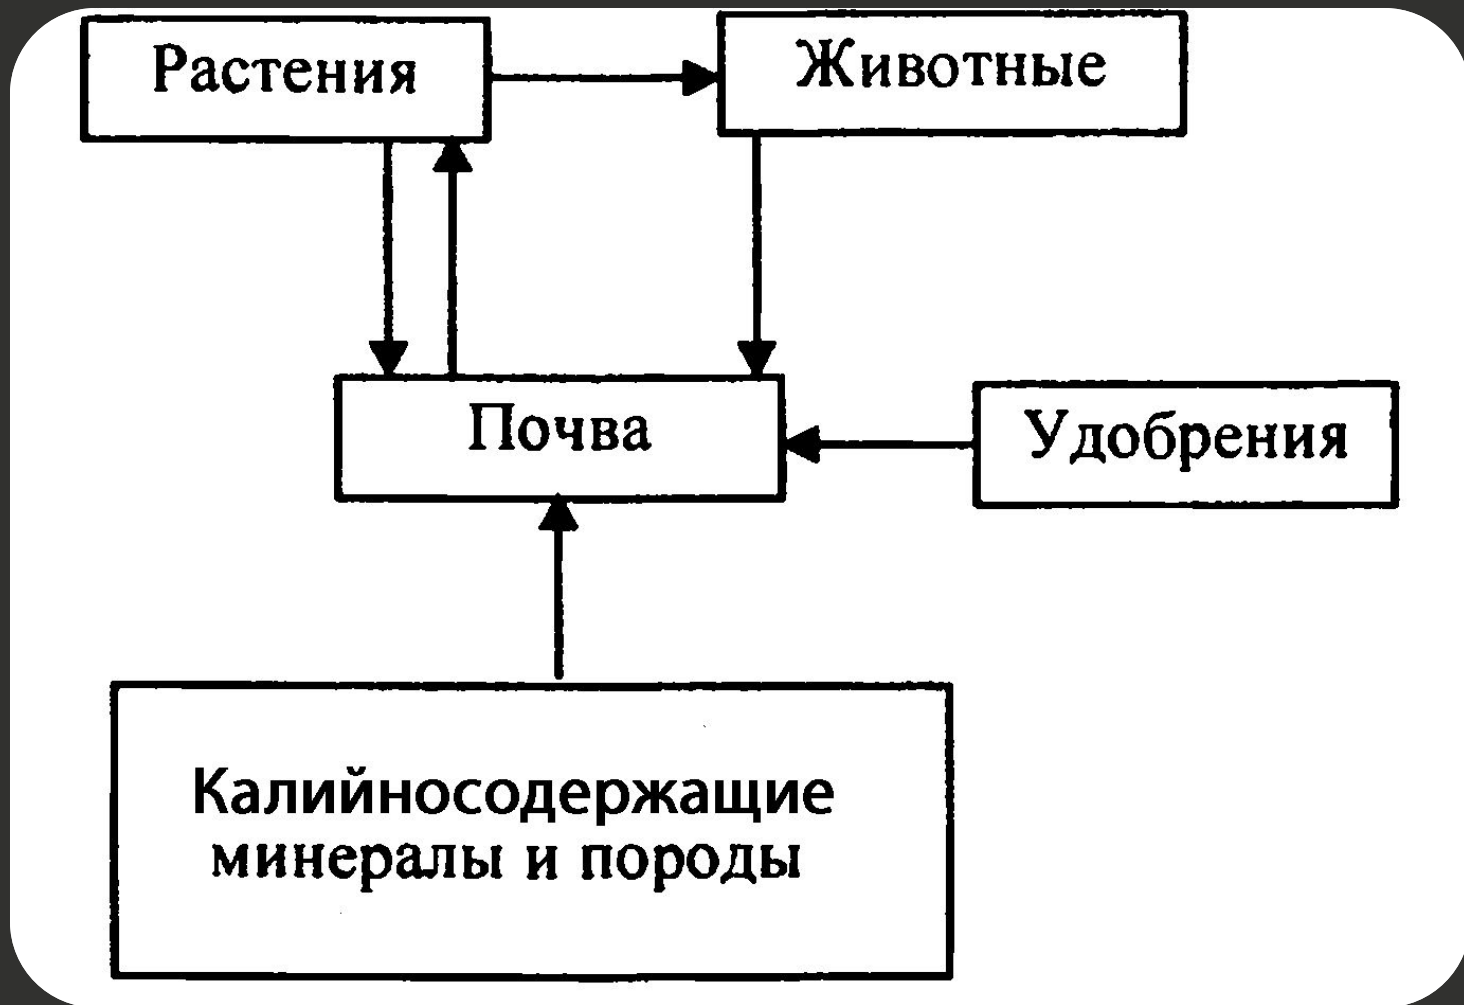 Растения
Животные
Почва
Удобрения
Калийносодержащие
минералы и породы